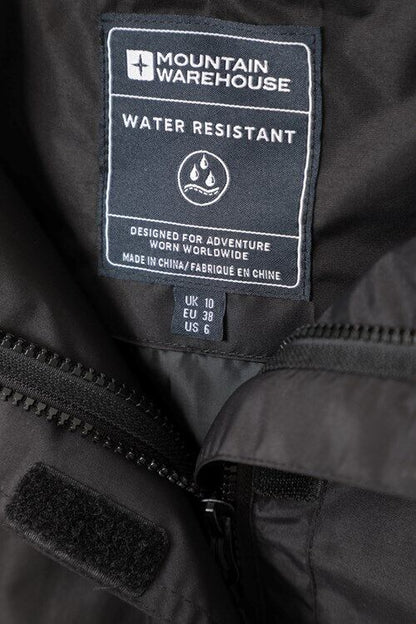 MOUNTAIN
WAREHOUSE
WATER RESISTANT
DESIGNED FOR ADVENTURE
WORN WORLDWIDE
MADE IN CHINA/FABRIQUÉ EN CHINE
UK 10
EU 38
US 6